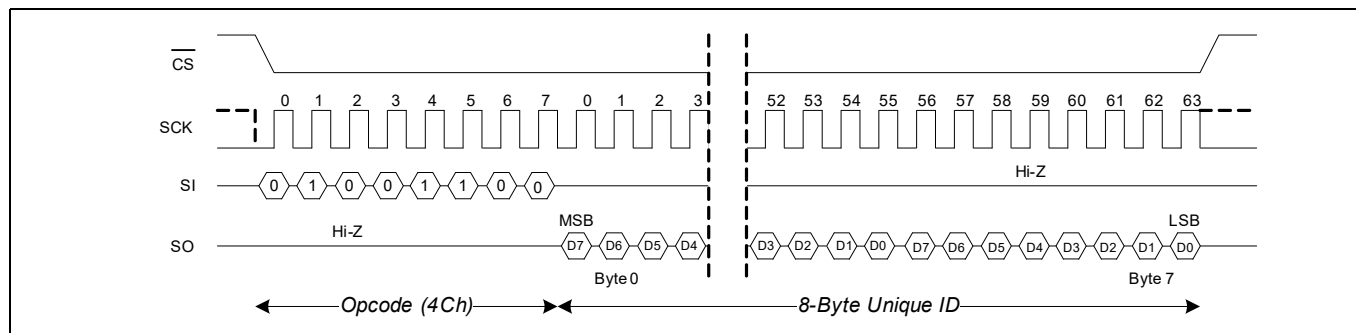 CS
0 1 2 3 4 5 6 7 0 1 2 3 52 53 54 55 56 57 58 59 60 61 62 63
SCK
Hi-Z
SI 0 1 0 0 1 1 0 0
Hi-Z MSB LSB
SO D7 D6 D5 D4 D3 D2 D1 D0 D7 D6 D5 D4 D3 D2 D1 D0
Byte 0 Byte 7
Opcode (4Ch) 8-Byte Unique ID